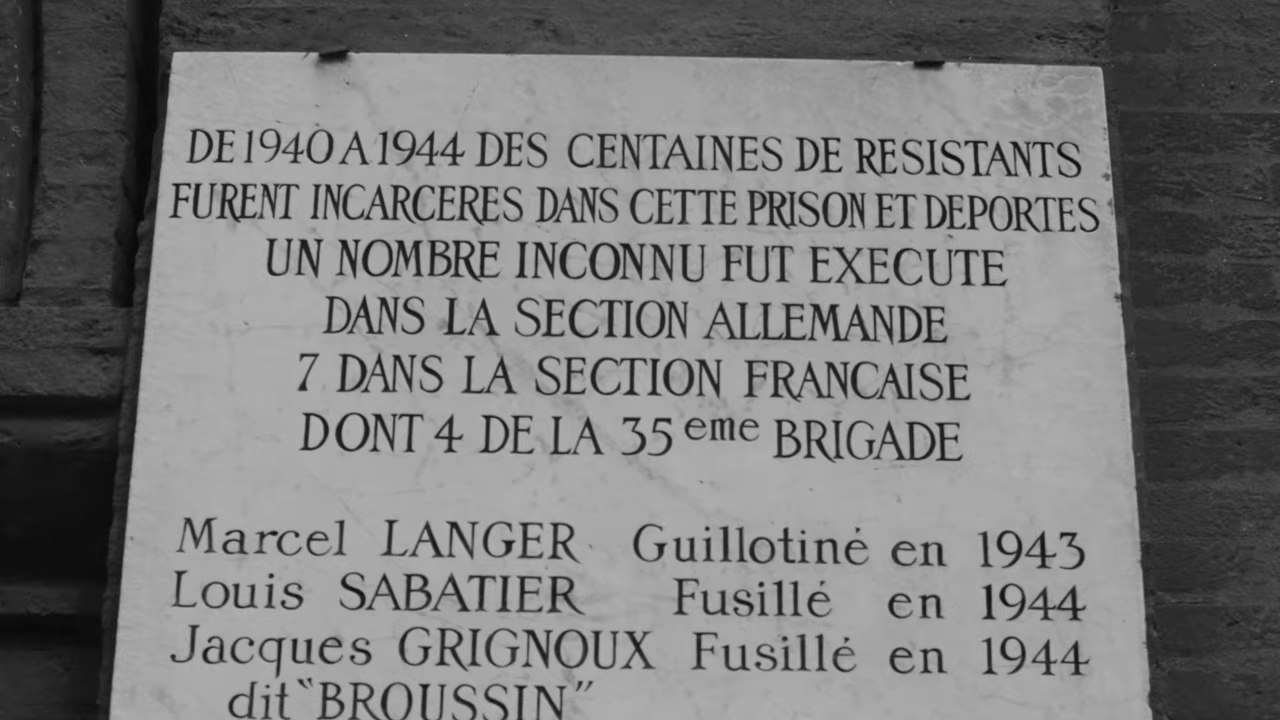 DE 1940 A 1944 DES CENTAINES DE RESISTANTS
FURENT INCARCERES DANS CETTE PRISON ET DEPORTES
UN NOMBRE INCONNU FUT EXECUTE
DANS LA SECTION ALLEMANDE
7 DANS LA SECTION FRANCAISE
DONT 4 DE LA 35eme BRIGADE
Marcel LANGER Guillotiné en 1943
Louis SABATIER Fusillé en 1944
Jacques GRIGNOUX Fusillé en 1944
dit "BROUSSIN"